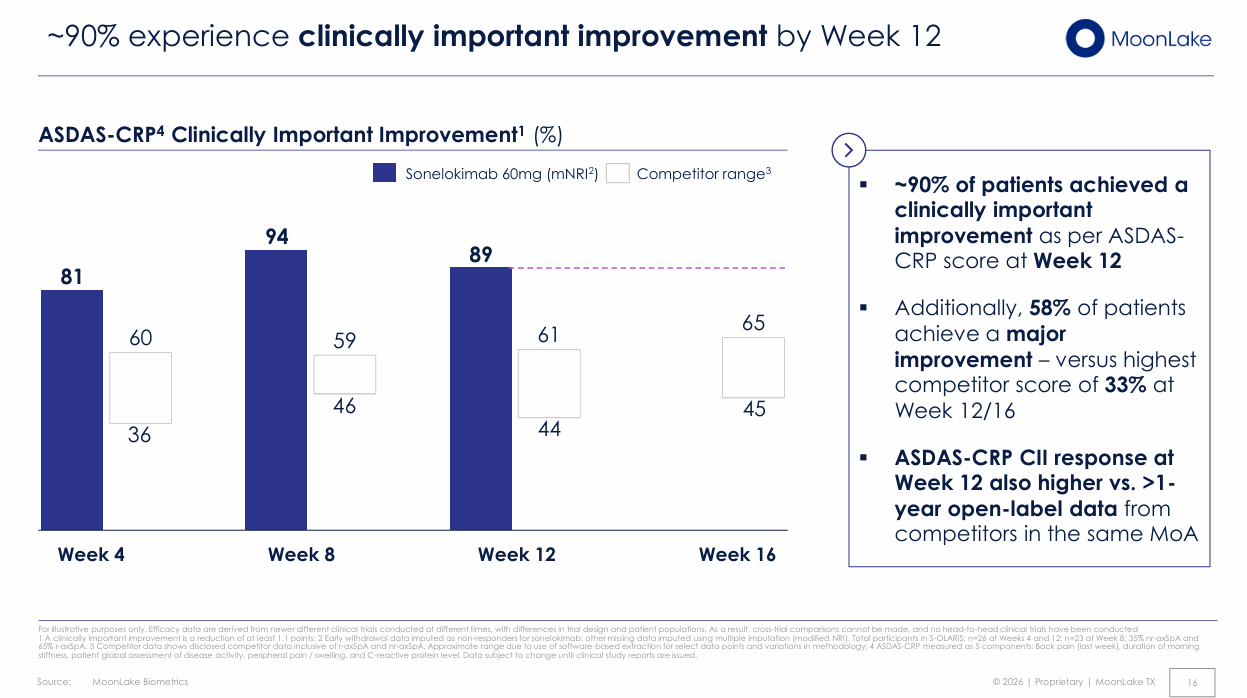 ~90% experience clinically important improvement by Week 12
MoonLake
ASDAS-CRP⁴ Clinically Important Improvement¹ (%)
Sonelokimab 60mg (mNRI²)
Competitor range³
81
60
36
94
59
46
89
61
44
65
45
Week 4
Week 8
Week 12
Week 16
~90% of patients achieved a
clinically important
improvement as per ASDAS-
CRP score at Week 12
Additionally, 58% of patients
achieve a major
improvement – versus highest
competitor score of 33% at
Week 12/16
ASDAS-CRP CII response at
Week 12 also higher vs. >1-
year open-label data from
competitors in the same MoA
For illustrative purposes only. Efficacy data are derived from newer different clinical trials conducted at different times, with differences in trial design and patient populations. As a result, cross-trial comparisons cannot be made, and no head-to-head clinical trials have been conducted
1 A clinically important improvement is a reduction of at least 1.1 points; 2 Early withdrawal data imputed as non-responders for sonelokimab; other missing data imputed using multiple imputation (modified NRI). Total participants in S-OLARIS: n=26 at Weeks 4 and 12; n=23 at Week 8; 35% nr-axSpA and
65% r-axSpA. 3 Competitor data shows disclosed competitor data inclusive of r-axSpA and nr-axSpA. Approximate range due to use of software-based extraction for select data points and variations in methodology; 4 ASDAS-CRP measured as 5 components: Back pain (last week), duration of morning
stiffness, patient global assessment of disease activity, peripheral pain / swelling, and C-reactive protein level. Data subject to change until clinical study reports are issued.
Source: MoonLake Biometrics
© 2026 | Proprietary | MoonLake TX
16